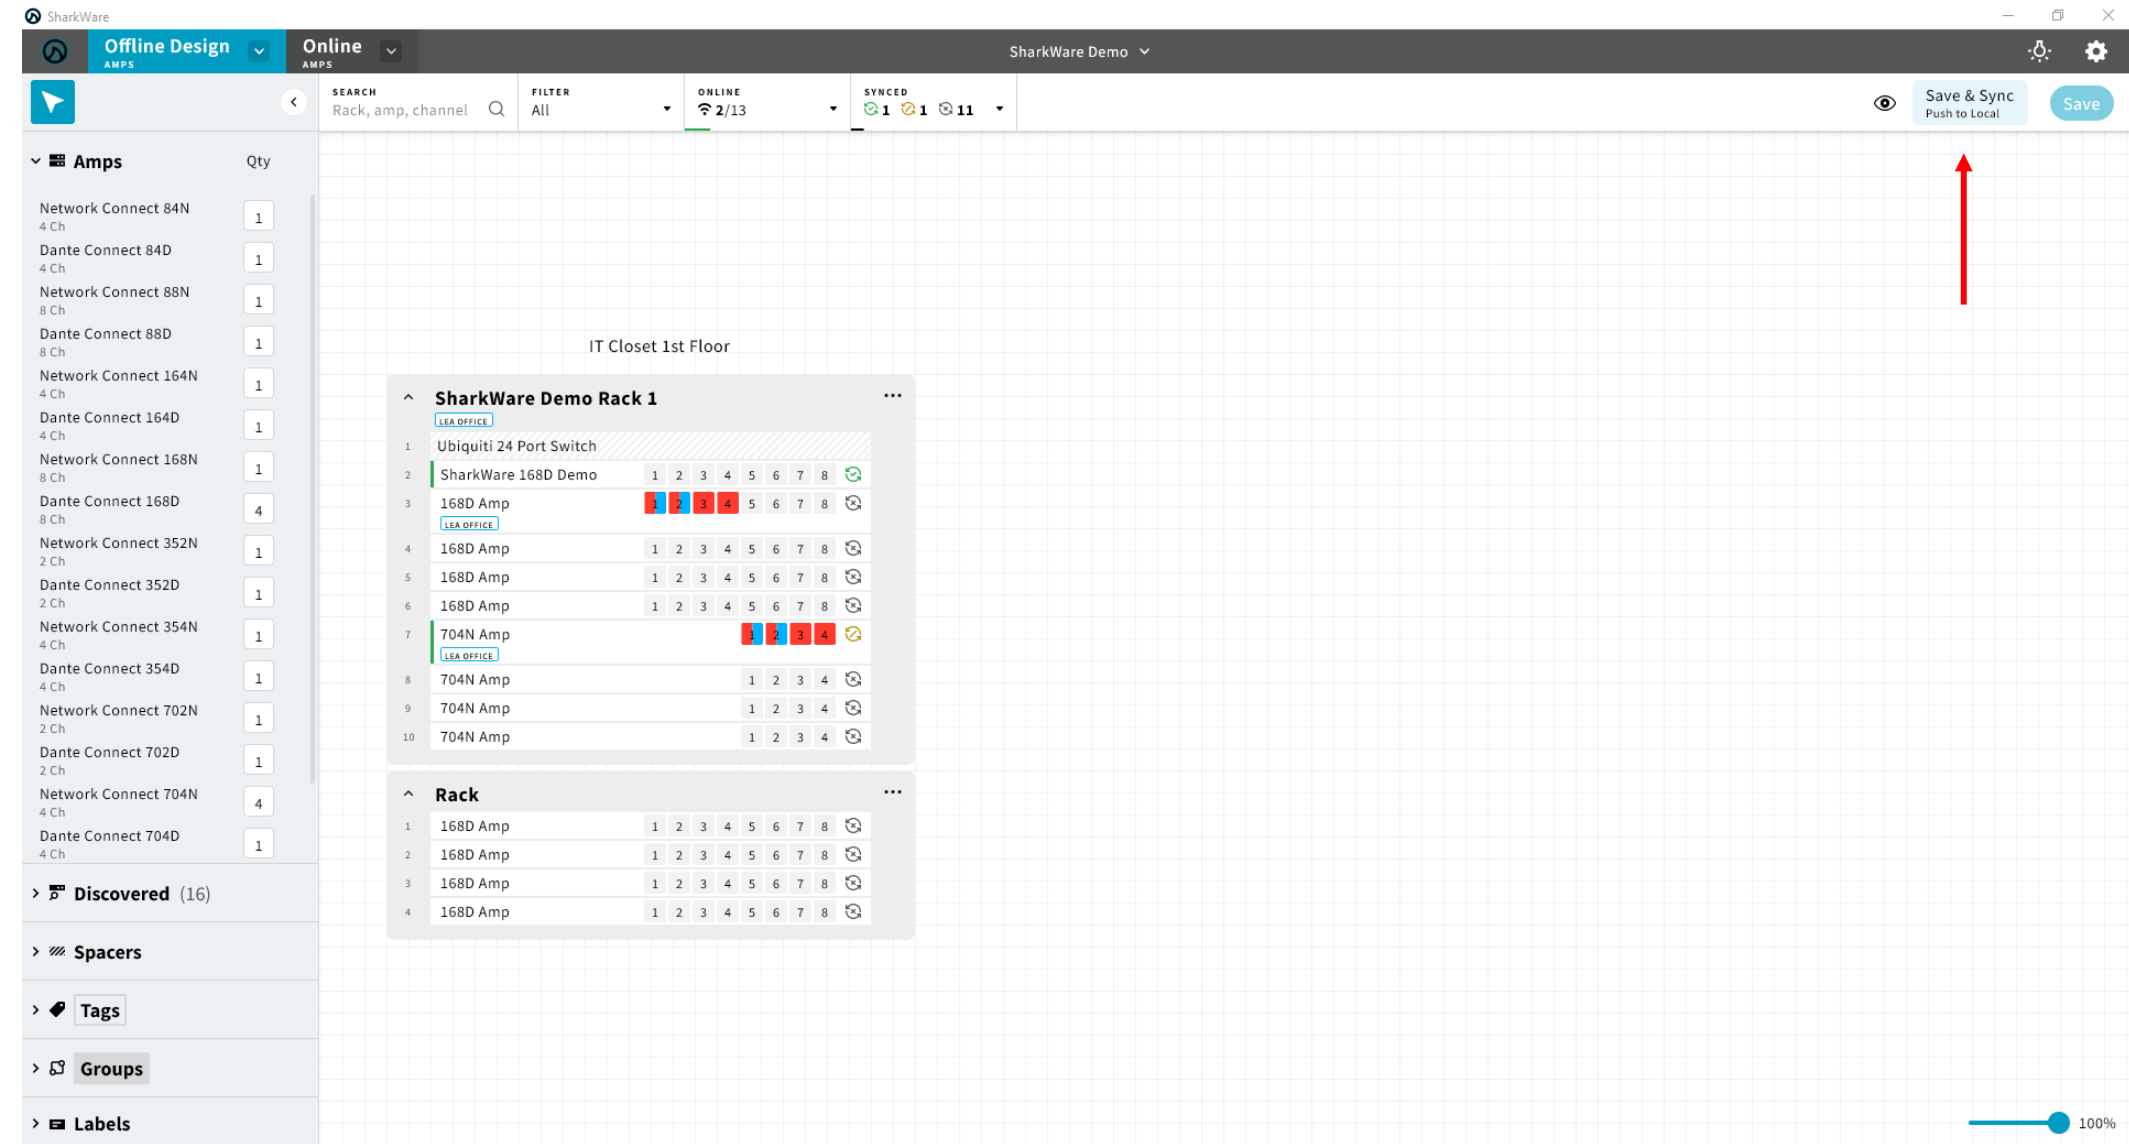 SharkWare
Offline Design
AMPS
Online
AMPS
SharkWare Demo
SEARCH
Rack, amp, channel
FILTER
All
ONLINE
2/13
SYNCED
1 1 11
Save & Sync
Push to Local
Save
Amps Qty
Network Connect 84N
4 Ch
1
Dante Connect 84D
4 Ch
1
Network Connect 88N
8 Ch
1
Dante Connect 88D
8 Ch
1
Network Connect 164N
4 Ch
1
Dante Connect 164D
4 Ch
1
Network Connect 168N
8 Ch
1
Dante Connect 168D
8 Ch
4
Network Connect 352N
2 Ch
1
Dante Connect 352D
2 Ch
1
Network Connect 354N
4 Ch
1
Dante Connect 354D
4 Ch
1
Network Connect 702N
2 Ch
1
Dante Connect 702D
2 Ch
1
Network Connect 704N
4 Ch
4
Dante Connect 704D
4 Ch
1
Discovered (16)
Spacers
Tags
Groups
Labels
IT Closet 1st Floor
SharkWare Demo Rack 1
LEA OFFICE
1 Ubiquiti 24 Port Switch
2 SharkWare 168D Demo 1 2 3 4 5 6 7 8
3 168D Amp 1 2 3 4 5 6 7 8
LEA OFFICE
4 168D Amp 1 2 3 4 5 6 7 8
5 168D Amp 1 2 3 4 5 6 7 8
6 168D Amp 1 2 3 4 5 6 7 8
7 704N Amp 1 2 3 4
LEA OFFICE
8 704N Amp 1 2 3 4
9 704N Amp 1 2 3 4
10 704N Amp 1 2 3 4
Rack
1 168D Amp 1 2 3 4 5 6 7 8
2 168D Amp 1 2 3 4 5 6 7 8
3 168D Amp 1 2 3 4 5 6 7 8
4 168D Amp 1 2 3 4 5 6 7 8
100%